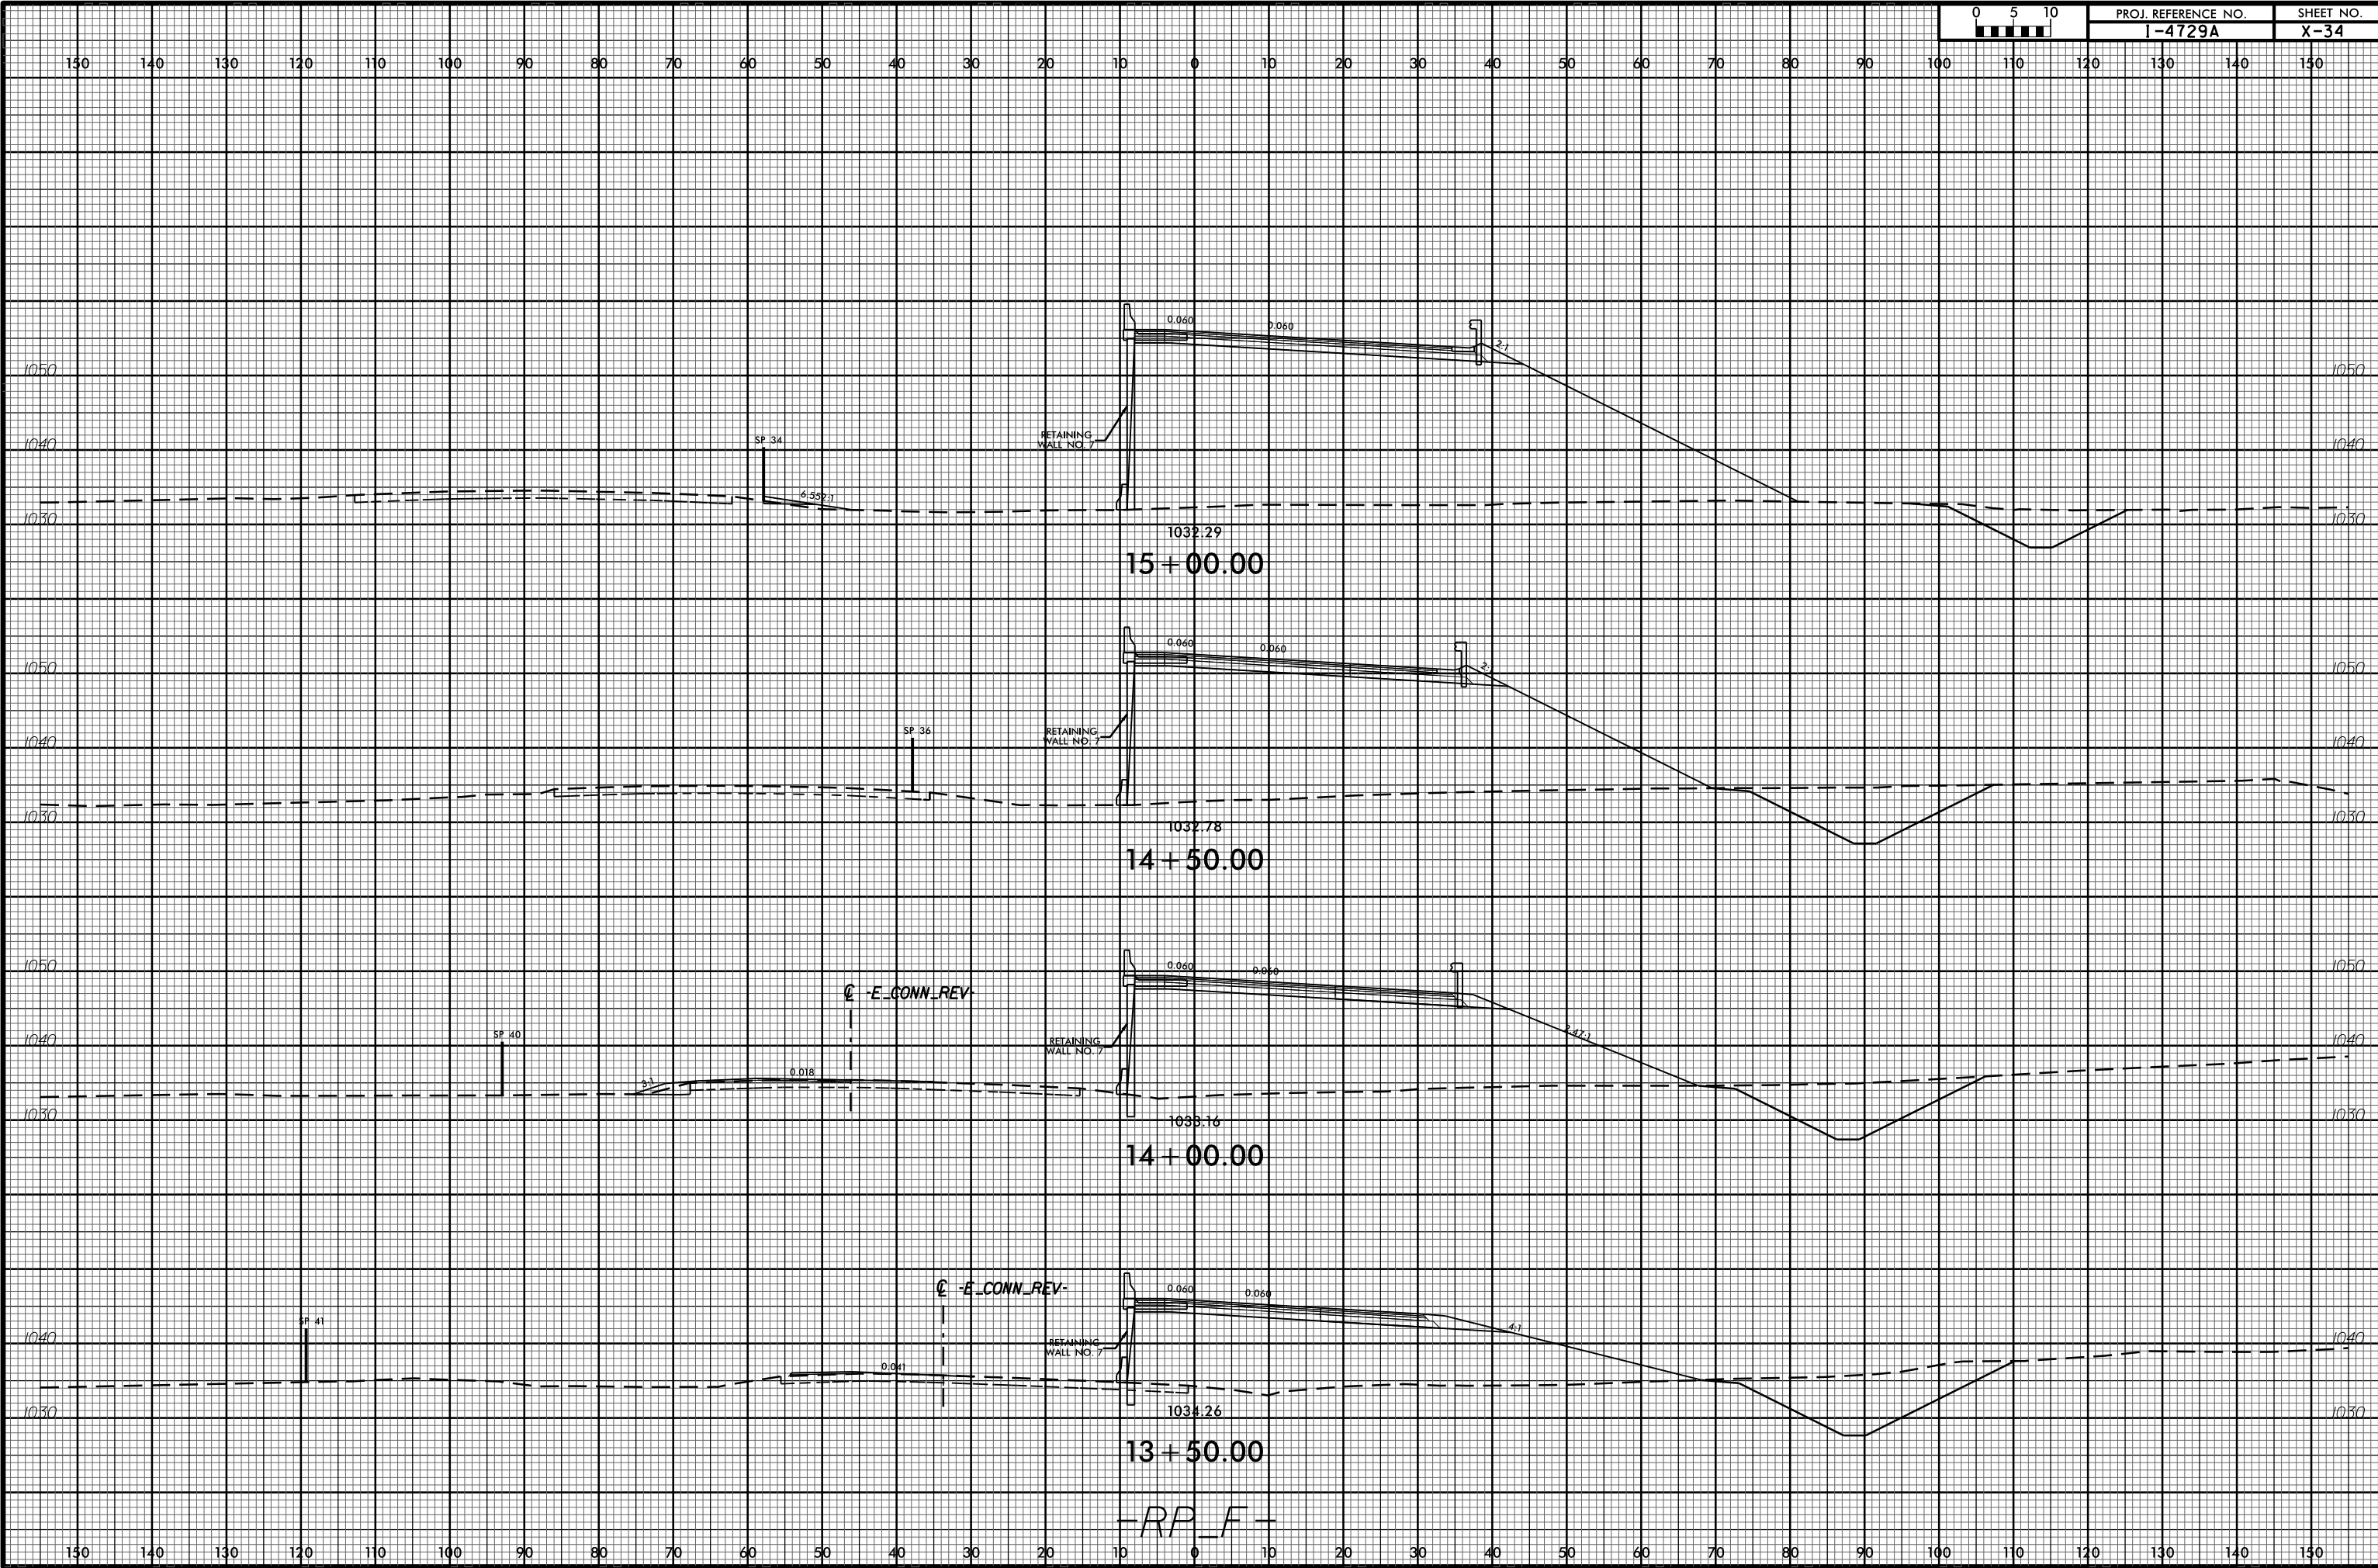 0 5 10
PROJ. REFERENCE NO. SHEET NO.
I-4729A X-34
150 140 130 120 110 100 90 80 70 60 50 40 30 20 10 0 10 20 30 40 50 60 70 80 90 100 110 120 130 140 150
0.060 0.060
2:1
1050 1050
RETAINING
WALL NO. 7
SP 34
1040 1040
6.552:1
1030 1030
1032.29
15+00.00
0.060 0.060
2:1
1050 1050
SP 36
RETAINING
WALL NO. 7
1040 1040
1030 1030
1032.78
14+50.00
0.060 0.060
1050 1050
℄ -E_CONN_REV-
SP 40
RETAINING
WALL NO. 7
2.47:1
1040 1040
3:1 0.018
1030 1030
1033.16
14+00.00
℄ -E_CONN_REV-
0.060 0.060
SP 41
4:1
RETAINING
WALL NO. 7
1040 1040
0.041
1030 1030
1034.26
13+50.00
-RP_F-
150 140 130 120 110 100 90 80 70 60 50 40 30 20 10 0 10 20 30 40 50 60 70 80 90 100 110 120 130 140 150